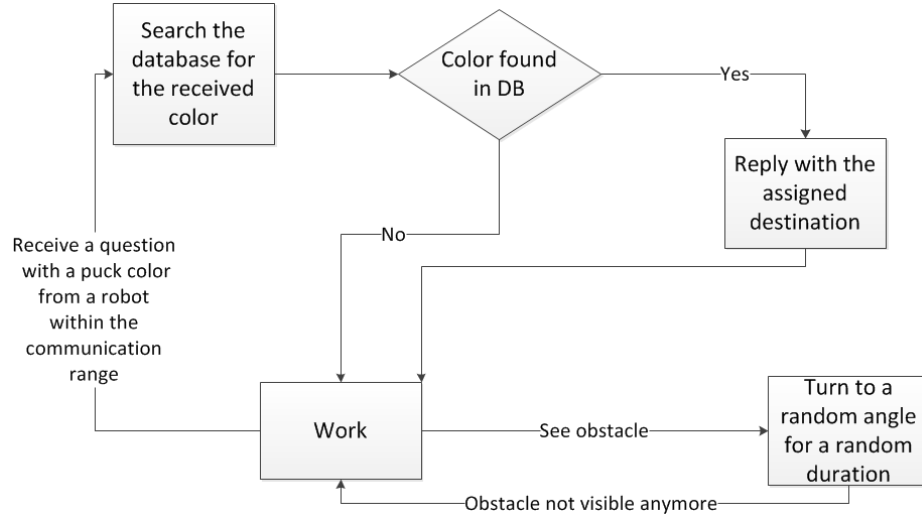 Search the
database for
the received
color
Color found
in DB
Yes
Reply with the
assigned
destination
No
Receive a question
with a puck color
from a robot
within the
communication
range
Work
See obstacle
Turn to a
random angle
for a random
duration
Obstacle not visible anymore